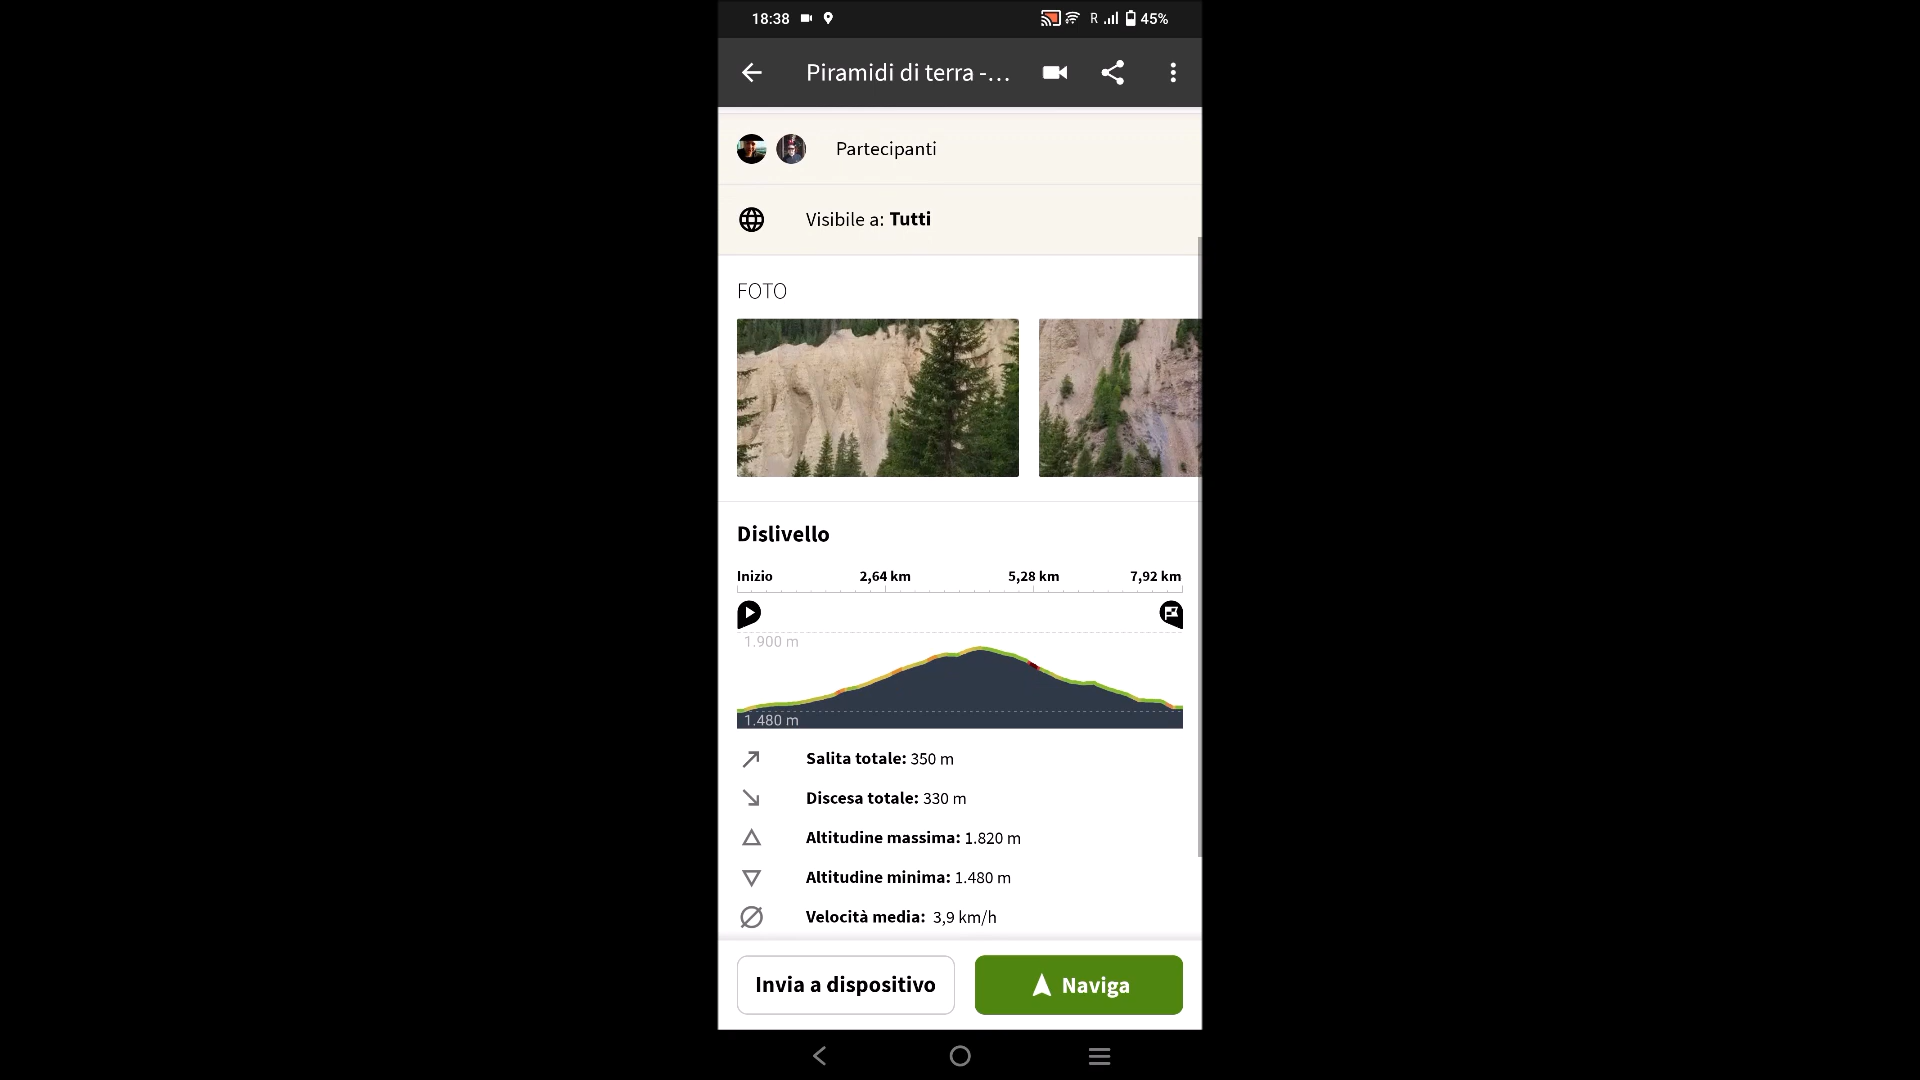 18:38 R 45%
Piramidi di terra -...
Partecipanti
Visibile a: Tutti
FOTO
Dislivello
Inizio 2,64 km 5,28 km 7,92 km
1.900 m
1.480 m
Salita totale: 350 m
Discesa totale: 330 m
Altitudine massima: 1.820 m
Altitudine minima: 1.480 m
Velocità media: 3,9 km/h
Invia a dispositivo Naviga